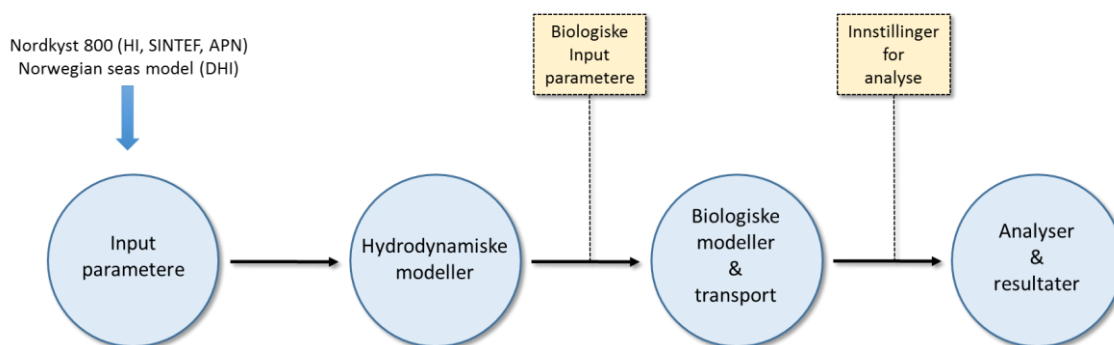 Nordkyst 800 (HI, SINTEF, APN)
Norwegian seas model (DHI)
Biologiske
Input
parametere
Innstillinger
for
analyse
Input
parametere
Hydrodynamiske
modeller
Biologiske
modeller
&
transport
Analyser
&
resultater